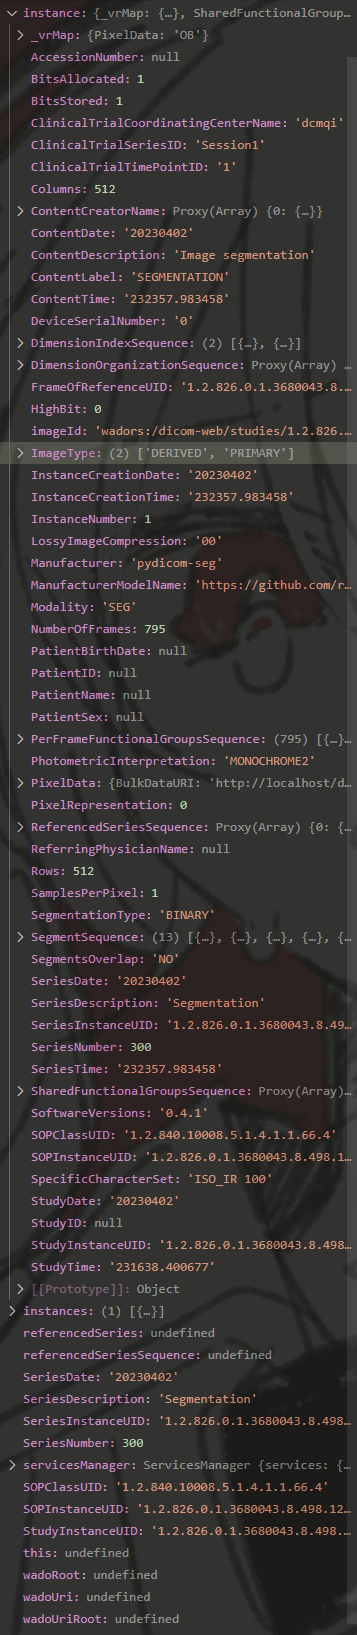 instance: {_vrMap: {…}, SharedFunctionalGroup…
_vrMap: {PixelData: 'OB'}
AccessionNumber: null
BitsAllocated: 1
BitsStored: 1
ClinicalTrialCoordinatingCenterName: 'dcmqi'
ClinicalTrialSeriesID: 'Session1'
ClinicalTrialTimePointID: '1'
Columns: 512
ContentCreatorName: Proxy(Array) {0: {…}}
ContentDate: '20230402'
ContentDescription: 'Image segmentation'
ContentLabel: 'SEGMENTATION'
ContentTime: '232357.983458'
DeviceSerialNumber: '0'
DimensionIndexSequence: (2) [{…}, {…}]
DimensionOrganizationSequence: Proxy(Array) …
FrameOfReferenceUID: '1.2.826.0.1.3680043.8.…
HighBit: 0
imageId: 'wadors:/dicom-web/studies/1.2.826.…
ImageType: (2) ['DERIVED', 'PRIMARY']
InstanceCreationDate: '20230402'
InstanceCreationTime: '232357.983458'
InstanceNumber: 1
LossyImageCompression: '00'
Manufacturer: 'pydicom-seg'
ManufacturerModelName: 'https://github.com/r…
Modality: 'SEG'
NumberOfFrames: 795
PatientBirthDate: null
PatientID: null
PatientName: null
PatientSex: null
PerFrameFunctionalGroupsSequence: (795) [{…}…
PhotometricInterpretation: 'MONOCHROME2'
PixelData: {BulkDataURI: 'http://localhost/d…
PixelRepresentation: 0
ReferencedSeriesSequence: Proxy(Array) {0: {…
ReferringPhysicianName: null
Rows: 512
SamplesPerPixel: 1
SegmentationType: 'BINARY'
SegmentSequence: (13) [{…}, {…}, {…}, {…}, {…
SegmentsOverlap: 'NO'
SeriesDate: '20230402'
SeriesDescription: 'Segmentation'
SeriesInstanceUID: '1.2.826.0.1.3680043.8.49…
SeriesNumber: 300
SeriesTime: '232357.983458'
SharedFunctionalGroupsSequence: Proxy(Array)…
SoftwareVersions: '0.4.1'
SOPClassUID: '1.2.840.10008.5.1.4.1.1.66.4'
SOPInstanceUID: '1.2.826.0.1.3680043.8.498.1…
SpecificCharacterSet: 'ISO_IR 100'
StudyDate: '20230402'
StudyID: null
StudyInstanceUID: '1.2.826.0.1.3680043.8.498…
StudyTime: '231638.400677'
[[Prototype]]: Object
instances: (1) [{…}]
referencedSeries: undefined
referencedSeriesSequence: undefined
SeriesDate: '20230402'
SeriesDescription: 'Segmentation'
SeriesInstanceUID: '1.2.826.0.1.3680043.8.498…
SeriesNumber: 300
servicesManager: ServicesManager {services: {…
SOPClassUID: '1.2.840.10008.5.1.4.1.1.66.4'
SOPInstanceUID: '1.2.826.0.1.3680043.8.498.12…
StudyInstanceUID: '1.2.826.0.1.3680043.8.498.…
this: undefined
wadoRoot: undefined
wadoUri: undefined
wadoUriRoot: undefined